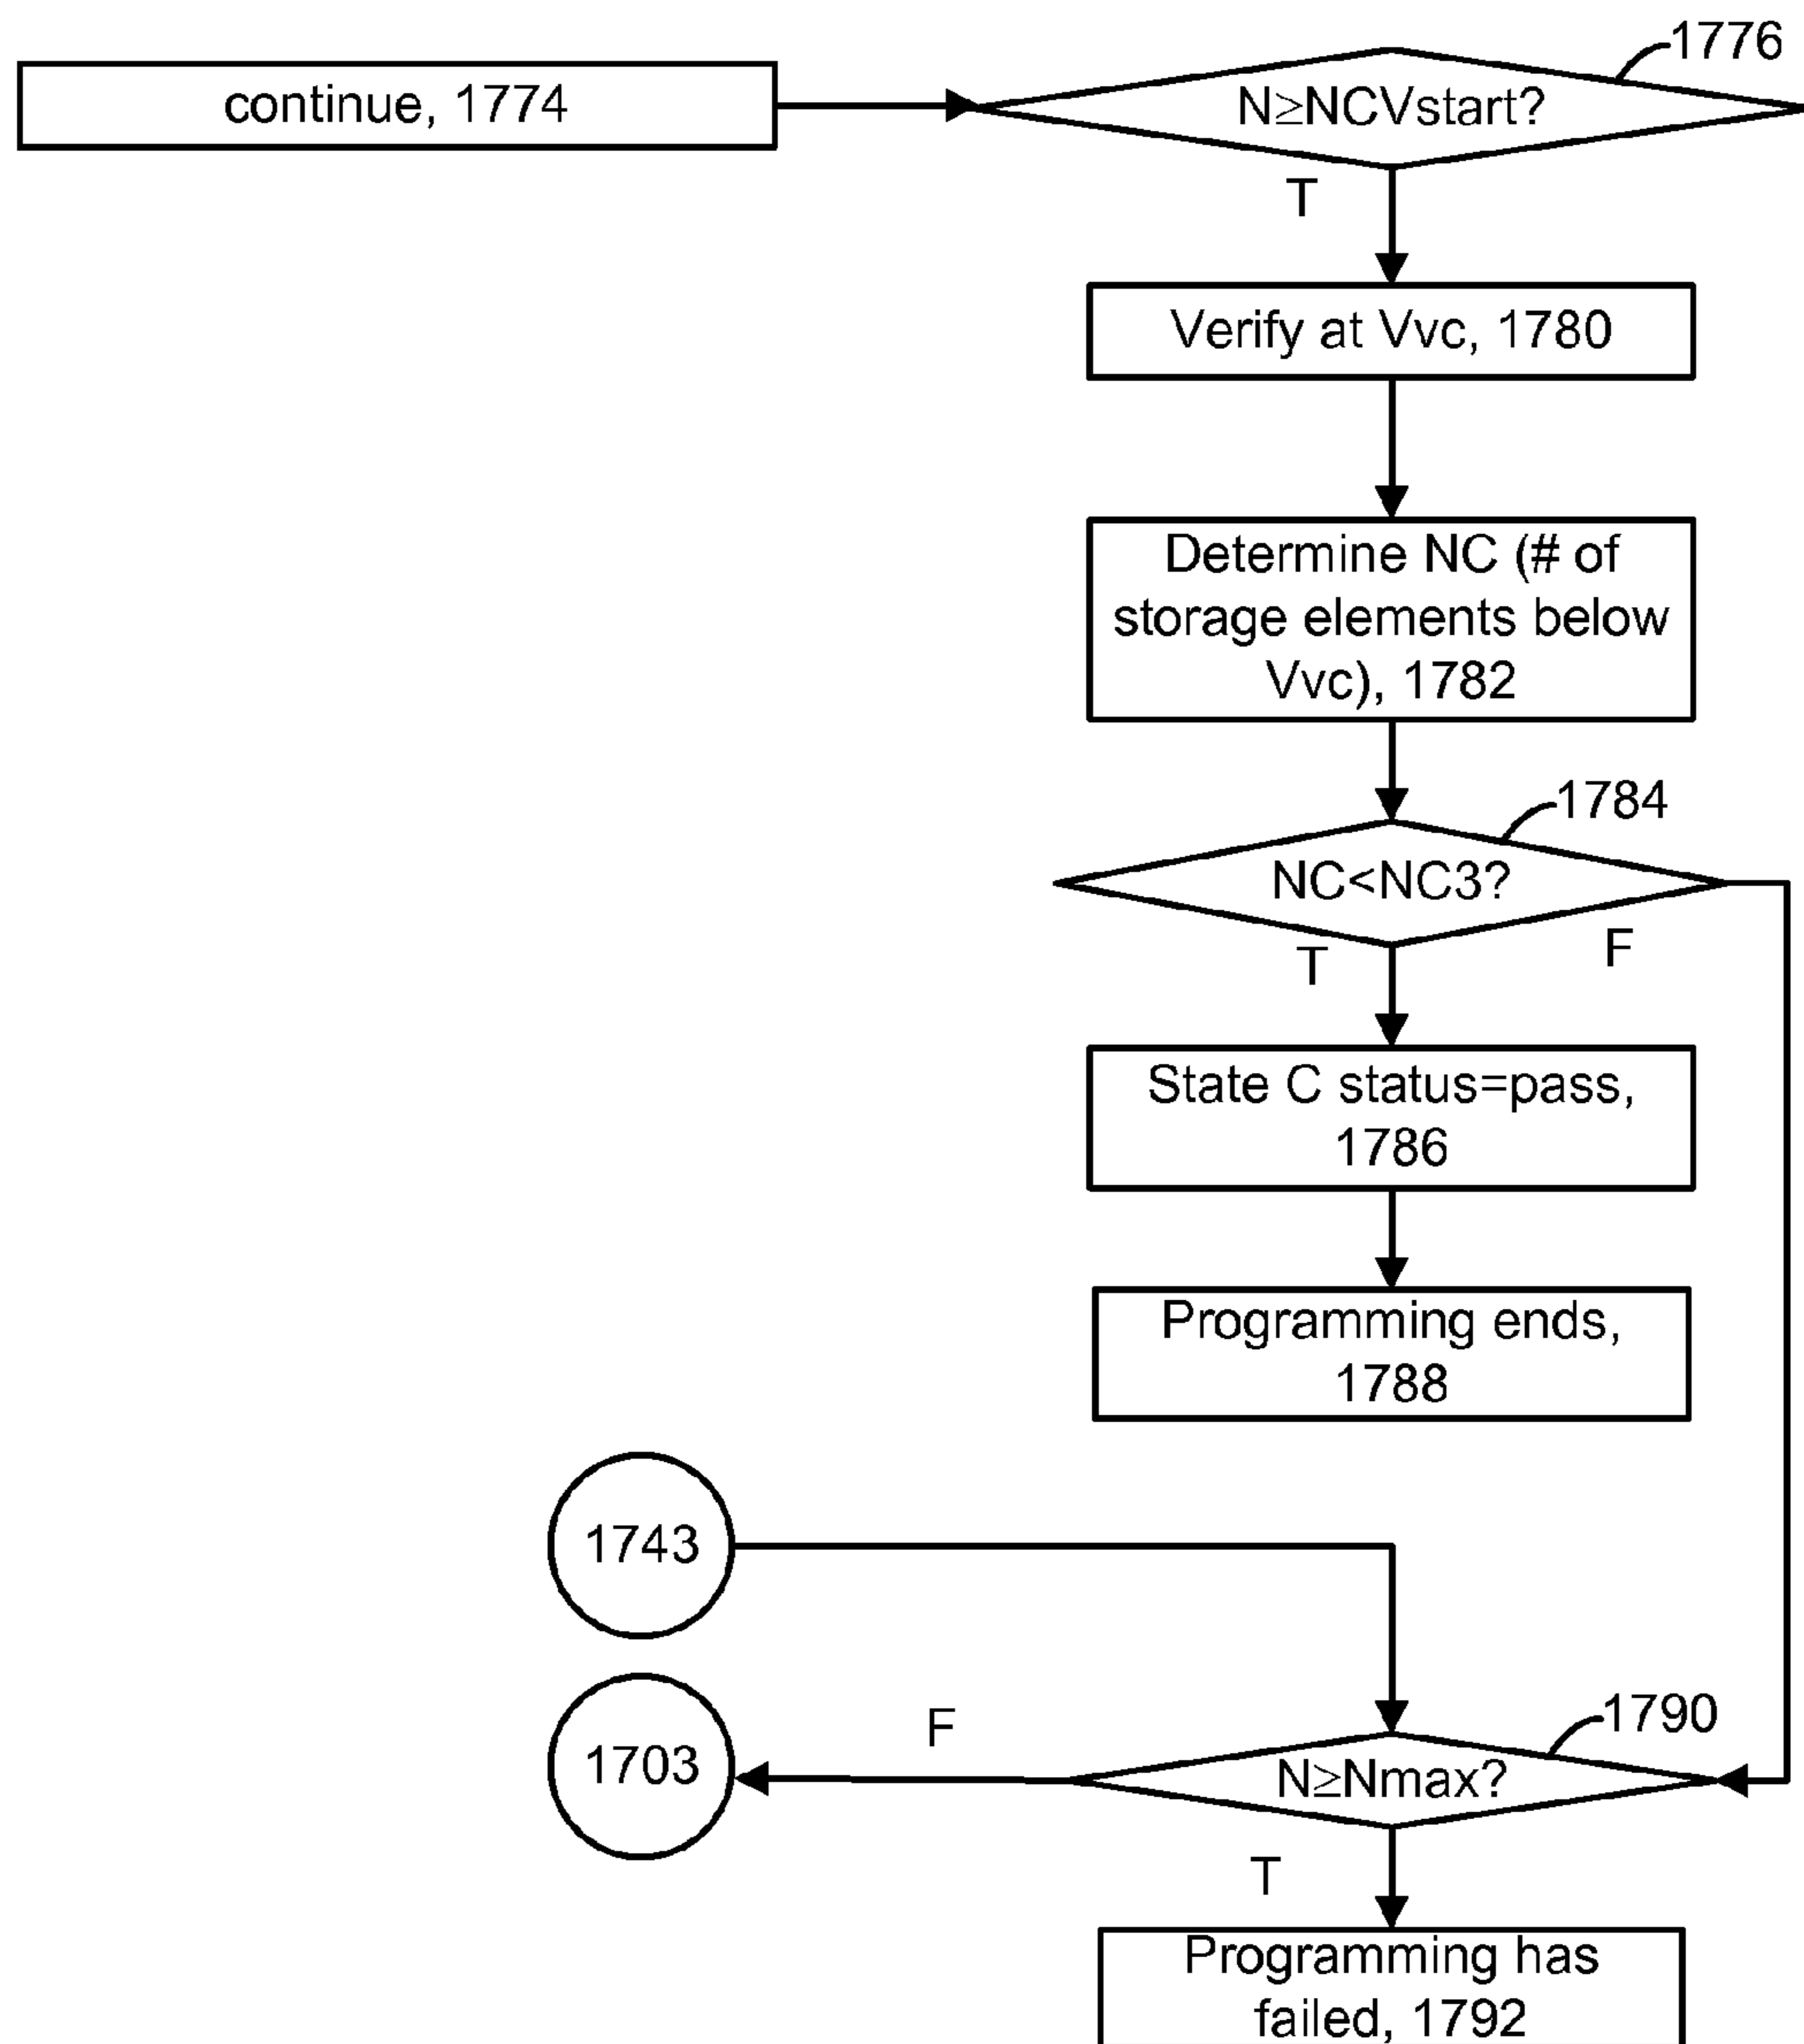 1776
continue, 1774
N≥NCVstart?
T
Verify at Vvc, 1780
Determine NC (# of
storage elements below
Vvc), 1782
1784
NC<NC3?
T
F
State C status=pass,
1786
Programming ends,
1788
1743
1703
F
1790
N≥Nmax?
T
Programming has
failed, 1792